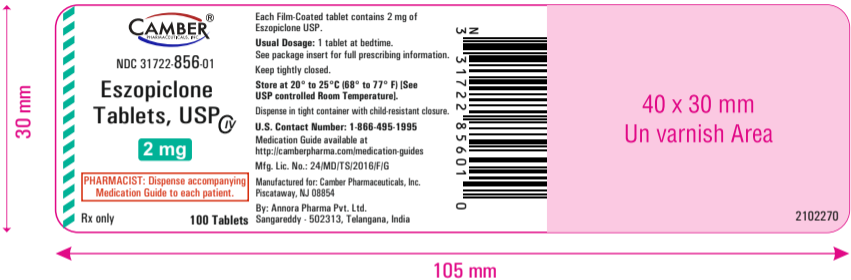 30 mm
CAMBER®
PHARMACEUTICALS, INC.
NDC 31722-856-01
Eszopiclone
Tablets, USP CIV
2 mg
PHARMACIST: Dispense accompanying
Medication Guide to each patient.
Rx only 100 Tablets
Each Film-Coated tablet contains 2 mg of
Eszopiclone USP.
Usual Dosage: 1 tablet at bedtime.
See package insert for full prescribing information.
Keep tightly closed.
Store at 20° to 25°C (68° to 77° F) [See
USP controlled Room Temperature].
Dispense in tight container with child-resistant closure.
U.S. Contact Number: 1-866-495-1995
Medication Guide available at
http://camberpharma.com/medication-guides
Mfg. Lic. No.: 24/MD/TS/2016/F/G
Manufactured for: Camber Pharmaceuticals, Inc.
Piscataway, NJ 08854
By: Annora Pharma Pvt. Ltd.
Sangareddy - 502313, Telangana, India
N
3 31722 85601 0
40 x 30 mm
Un varnish Area
2102270
105 mm